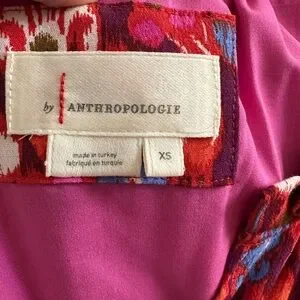 by ANTHROPOLOGIE
made in turkey
fabriqué en turquie
XS